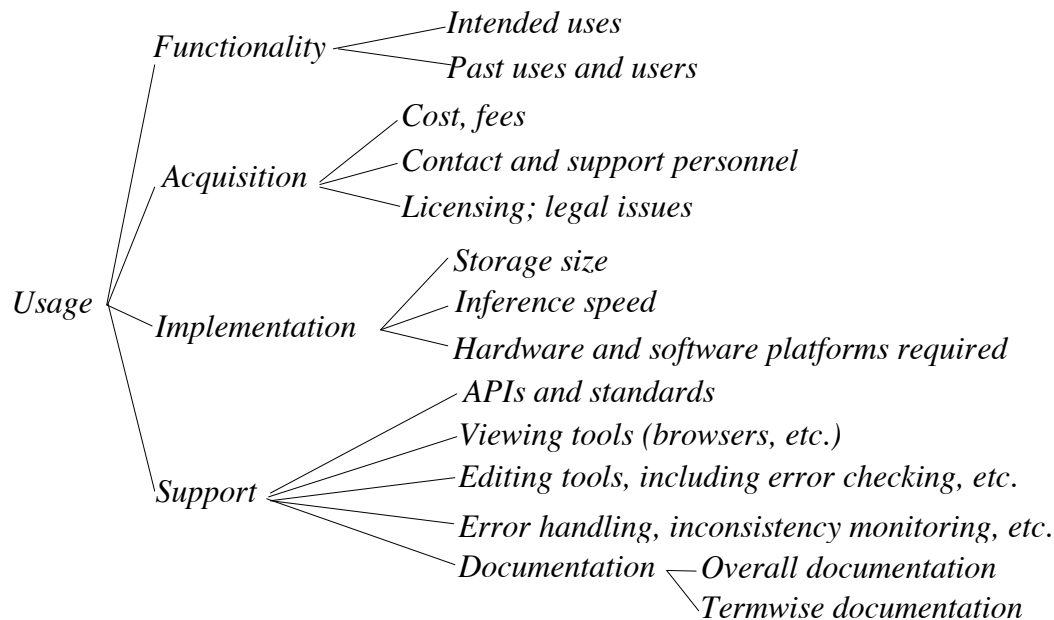 Usage
Functionality
Intended uses
Past uses and users
Acquisition
Cost, fees
Contact and support personnel
Licensing; legal issues
Implementation
Storage size
Inference speed
Hardware and software platforms required
Support
APIs and standards
Viewing tools (browsers, etc.)
Editing tools, including error checking, etc.
Error handling, inconsistency monitoring, etc.
Documentation
Overall documentation
Termwise documentation